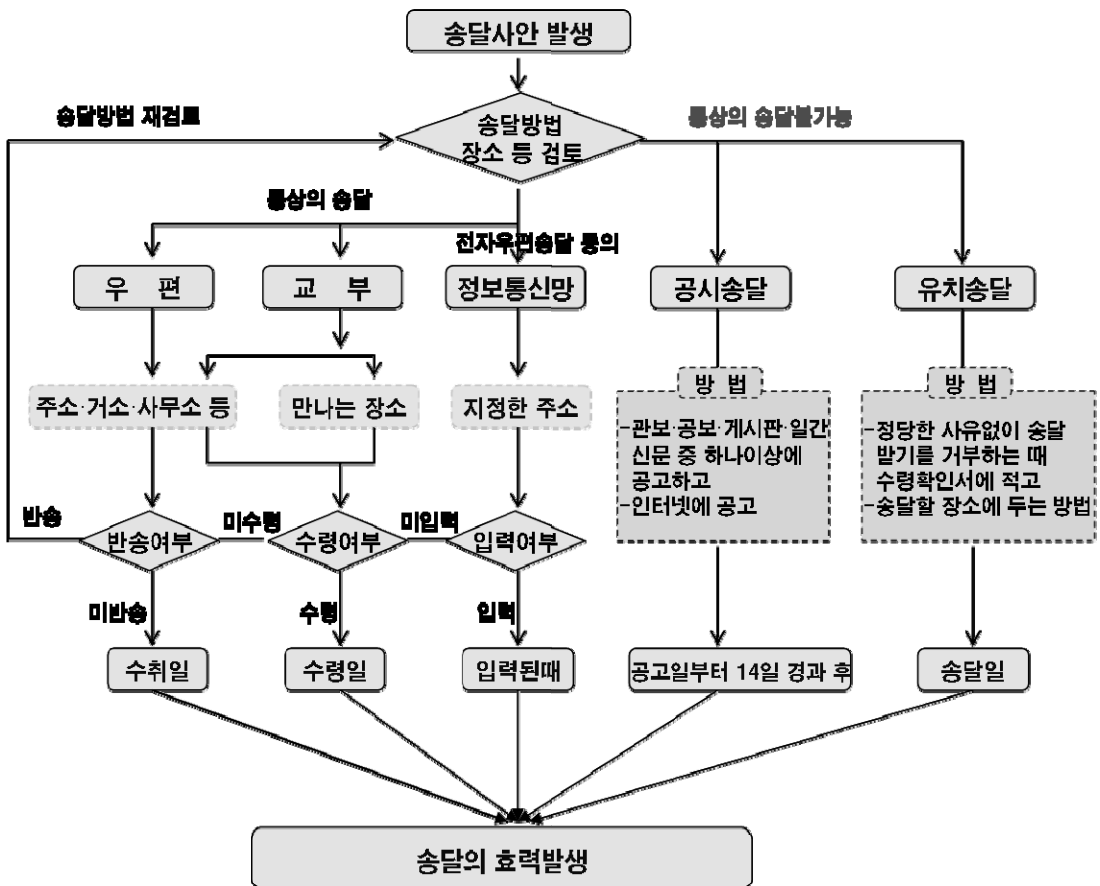 송달사안 발생
송달방법 재검토
송달방법
장소 등 검토
통상의 송달불가능
통상의 송달
전자우편송달 동의
우 편
교 부
정보통신망
공시송달
유치송달
주소·거소·사무소 등
만나는 장소
지정한 주소
방 법
-관보·공보·게시판·일간
신문 중 하나이상에
공고하고
-인터넷에 공고
방 법
-정당한 사유없이 송달
받기를 거부하는 때
수령확인서에 적고
-송달할 장소에 두는 방법
반송
반송여부
미수령
수령여부
미입력
입력여부
미반송
수령
입력
수취일
수령일
입력된때
공고일부터 14일 경과 후
송달일
송달의 효력발생